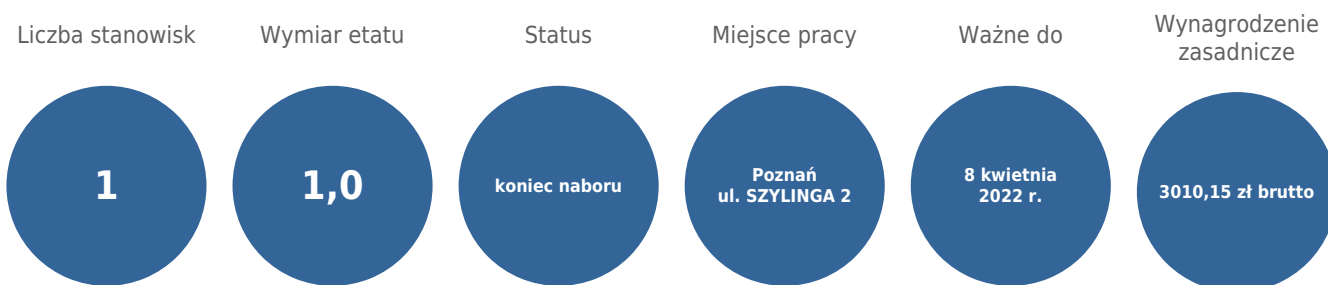 Liczba stanowisk
1
Wymiar etatu
1,0
Status
koniec naboru
Miejsce pracy
Poznań
ul. SZYLINGA 2
Ważne do
8 kwietnia
2022 r.
Wynagrodzenie
zasadnicze
3010,15 zł brutto